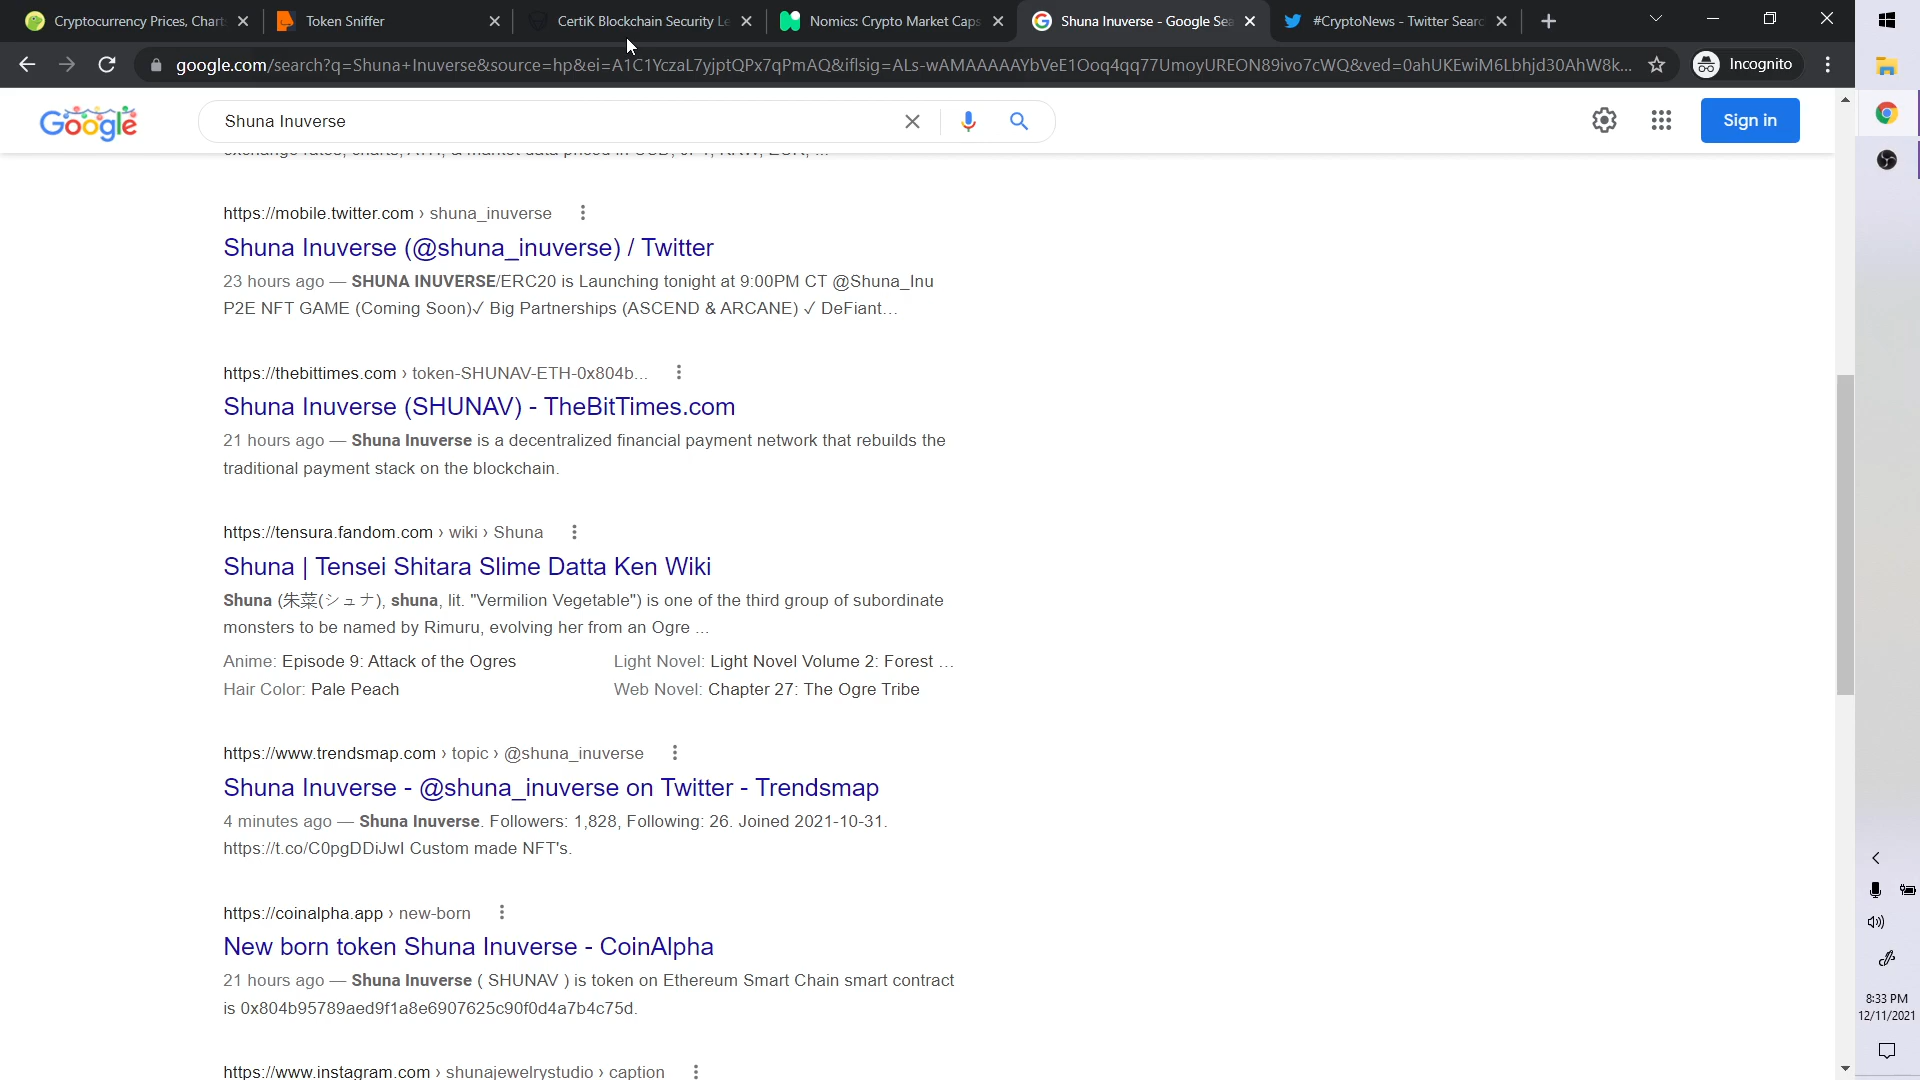 Cryptocurrency Prices, Chart
Token Sniffer
CertiK Blockchain Security Le
Nomics: Crypto Market Caps
Shuna Inuverse - Google Sea
#CryptoNews - Twitter Searc
google.com/search?q=Shuna+Inuverse&source=hp&ei=A1C1YczaL7yjptQPx7qPmAQ&iflsig=ALs-wAMAAAAAYbVeE1Ooq4qq77UmoyUREON89ivo7cWQ&ved=0ahUKEwiM6Lbhjd30AhW8k...
Incognito
Google
Shuna Inuverse
Sign in
https://mobile.twitter.com › shuna_inuverse
Shuna Inuverse (@shuna_inuverse) / Twitter
23 hours ago — SHUNA INUVERSE/ERC20 is Launching tonight at 9:00PM CT @Shuna_Inu
P2E NFT GAME (Coming Soon)✓ Big Partnerships (ASCEND & ARCANE) ✓ DeFiant...
https://thebittimes.com › token-SHUNAV-ETH-0x804b...
Shuna Inuverse (SHUNAV) - TheBitTimes.com
21 hours ago — Shuna Inuverse is a decentralized financial payment network that rebuilds the
traditional payment stack on the blockchain.
https://tensura.fandom.com › wiki › Shuna
Shuna | Tensei Shitara Slime Datta Ken Wiki
Shuna (朱菜(シュナ), shuna, lit. "Vermilion Vegetable") is one of the third group of subordinate
monsters to be named by Rimuru, evolving her from an Ogre ...
Anime: Episode 9: Attack of the Ogres
Light Novel: Light Novel Volume 2: Forest ...
Hair Color: Pale Peach
Web Novel: Chapter 27: The Ogre Tribe
https://www.trendsmap.com › topic › @shuna_inuverse
Shuna Inuverse - @shuna_inuverse on Twitter - Trendsmap
4 minutes ago — Shuna Inuverse. Followers: 1,828, Following: 26. Joined 2021-10-31.
https://t.co/C0pgDDiJwI Custom made NFT's.
https://coinalpha.app › new-born
New born token Shuna Inuverse - CoinAlpha
21 hours ago — Shuna Inuverse ( SHUNAV ) is token on Ethereum Smart Chain smart contract
is 0x804b95789aed9f1a8e6907625c90f0d4a7b4c75d.
https://www.instagram.com › shunajewelrystudio › caption
8:33 PM
12/11/2021